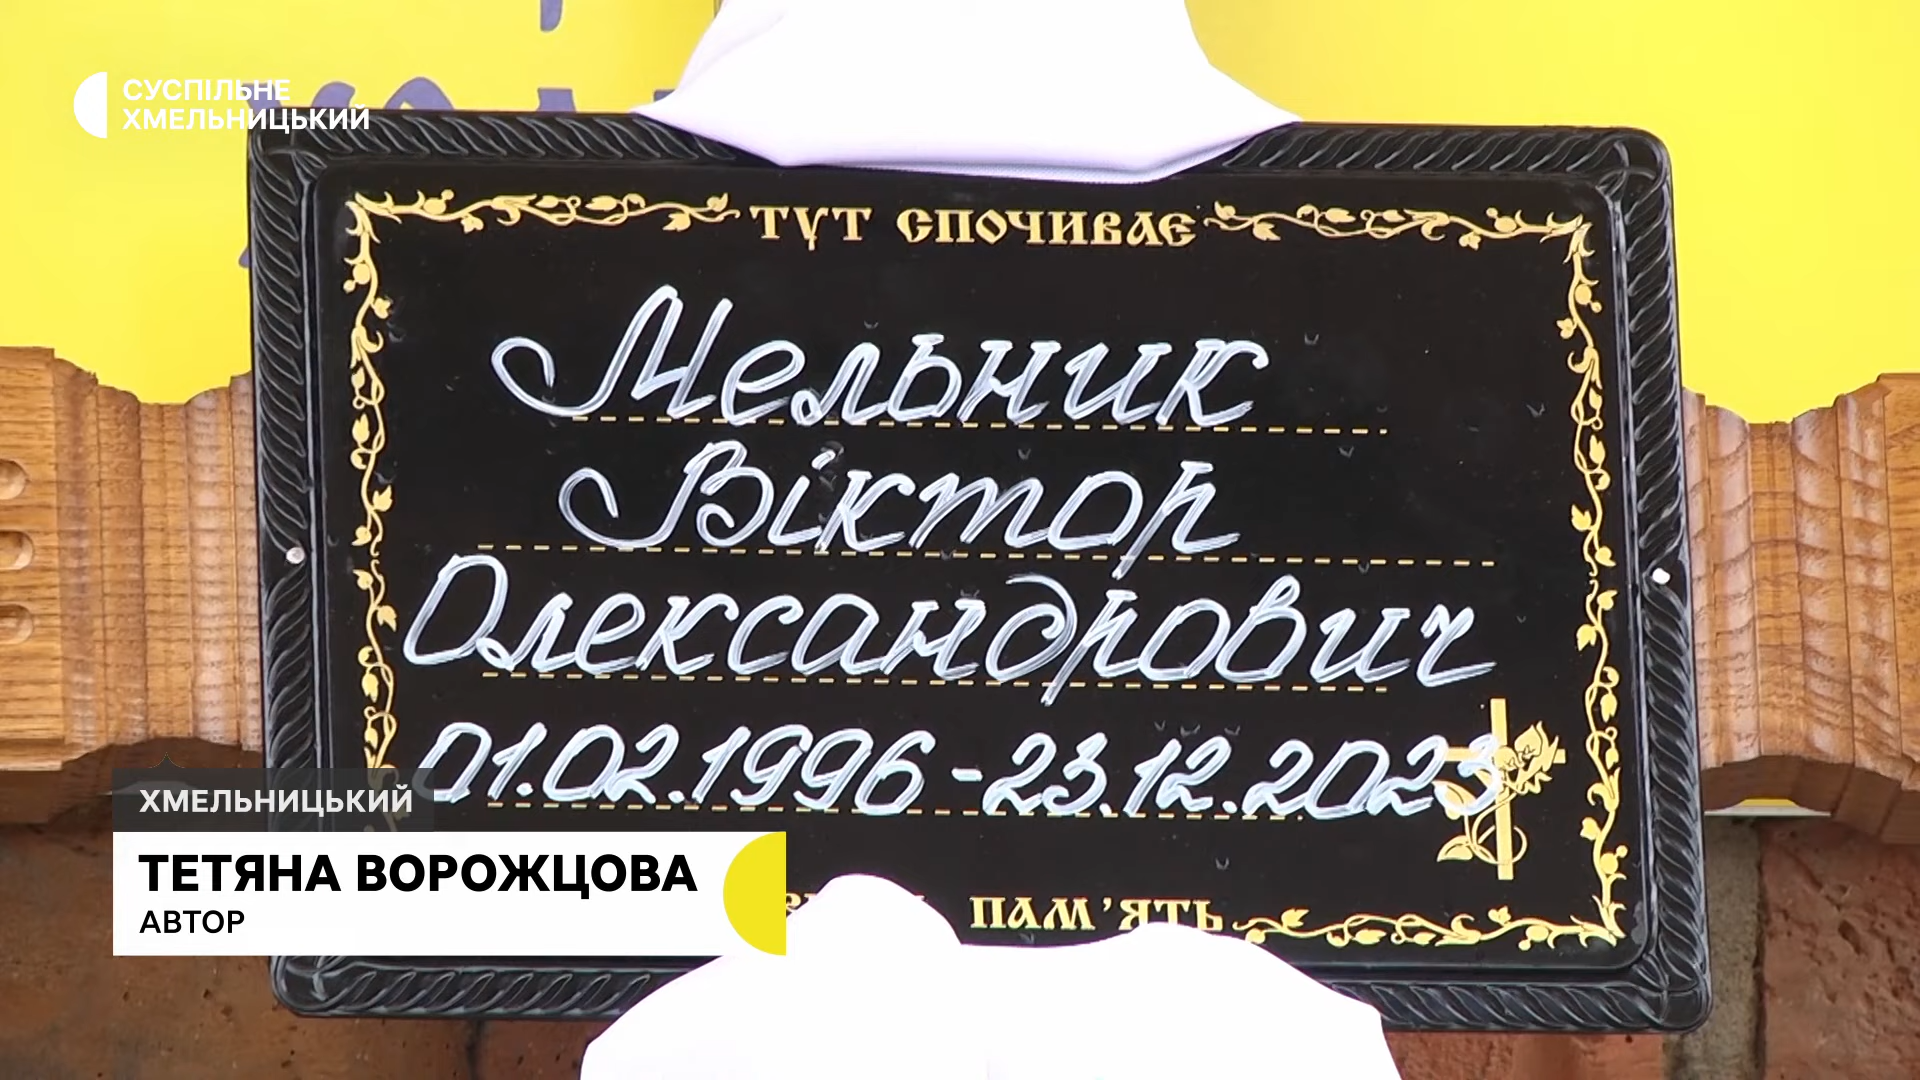 СУСПІЛЬНЕ
ХМЕЛЬНИЦЬКИЙ
ТУТ СПОЧИВАЄ
Мельник
Віктор
Олександрович
01.02.1996-23.12.2023
ПАМ'ЯТЬ
ХМЕЛЬНИЦЬКИЙ
ТЕТЯНА ВОРОЖЦОВА
АВТОР